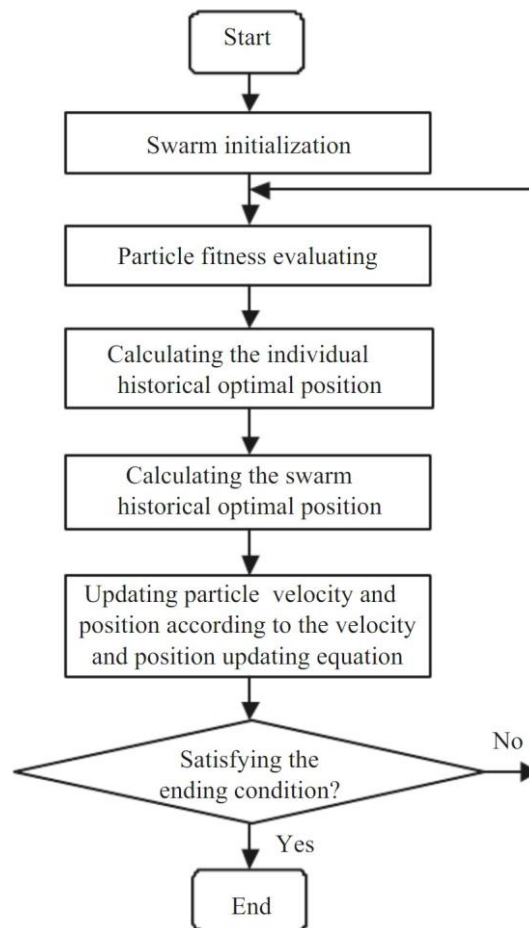 Start
Swarm initialization
Particle fitness evaluating
Calculating the individual
historical optimal position
Calculating the swarm
historical optimal position
Updating particle velocity and
position according to the velocity
and position updating equation
Satisfying the
ending condition?
No
Yes
End